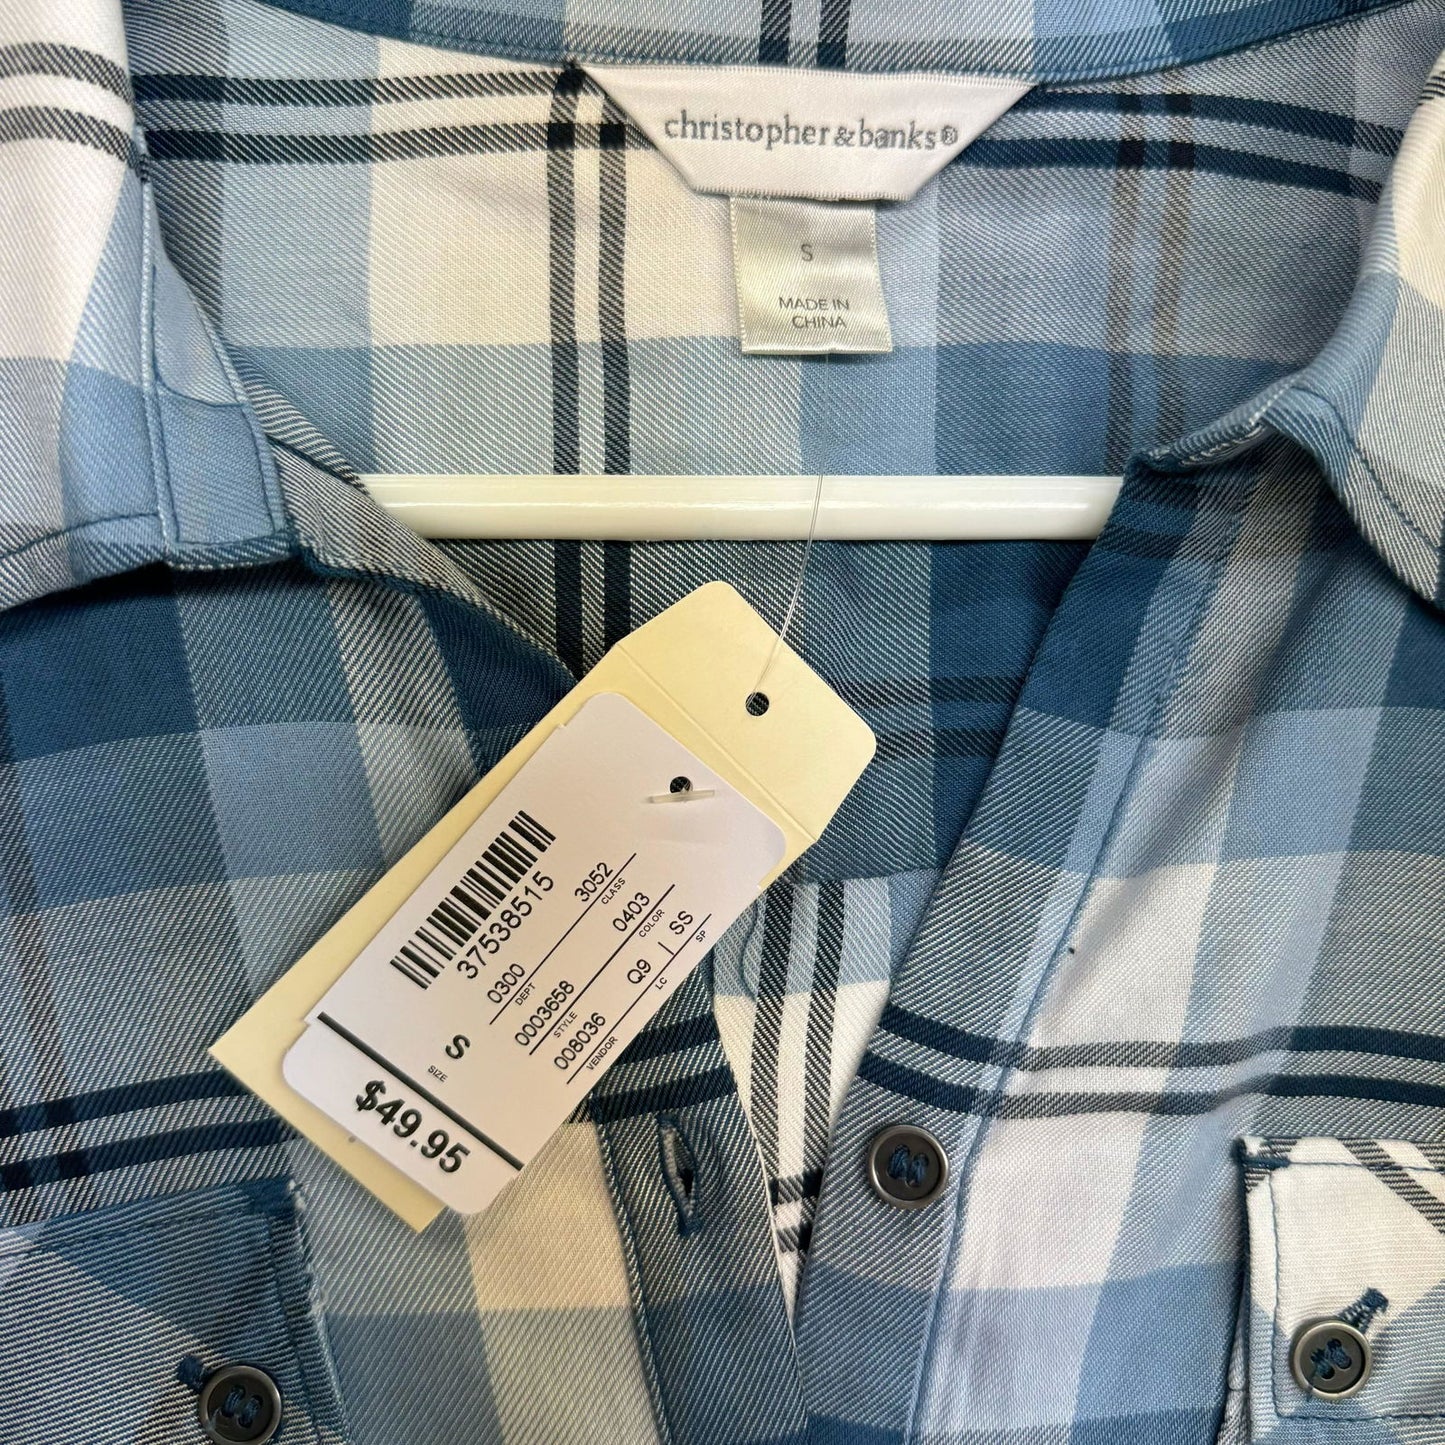 christopher & banks®
S
MADE IN
CHINA
37538515
0300 3052
DEPT CLASS
0003658 0403
STYLE COLOR
008036 Q9 | SS
VENDOR LC SP
S
SIZE
$49.95